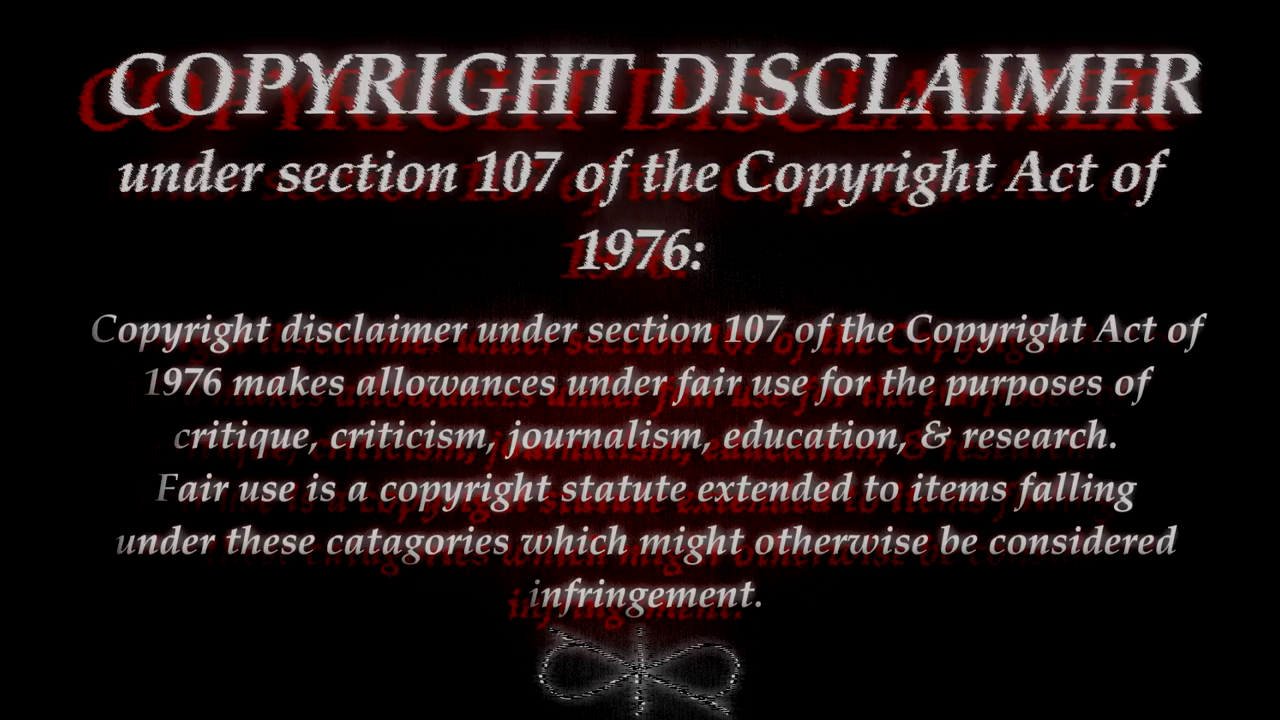 COPYRIGHT DISCLAIMER
under section 107 of the Copyright Act of
1976:
Copyright disclaimer under section 107 of the Copyright Act of
1976 makes allowances under fair use for the purposes of
critique, criticism, journalism, education, & research.
Fair use is a copyright statute extended to items falling
under these catagories which might otherwise be considered
infringement.